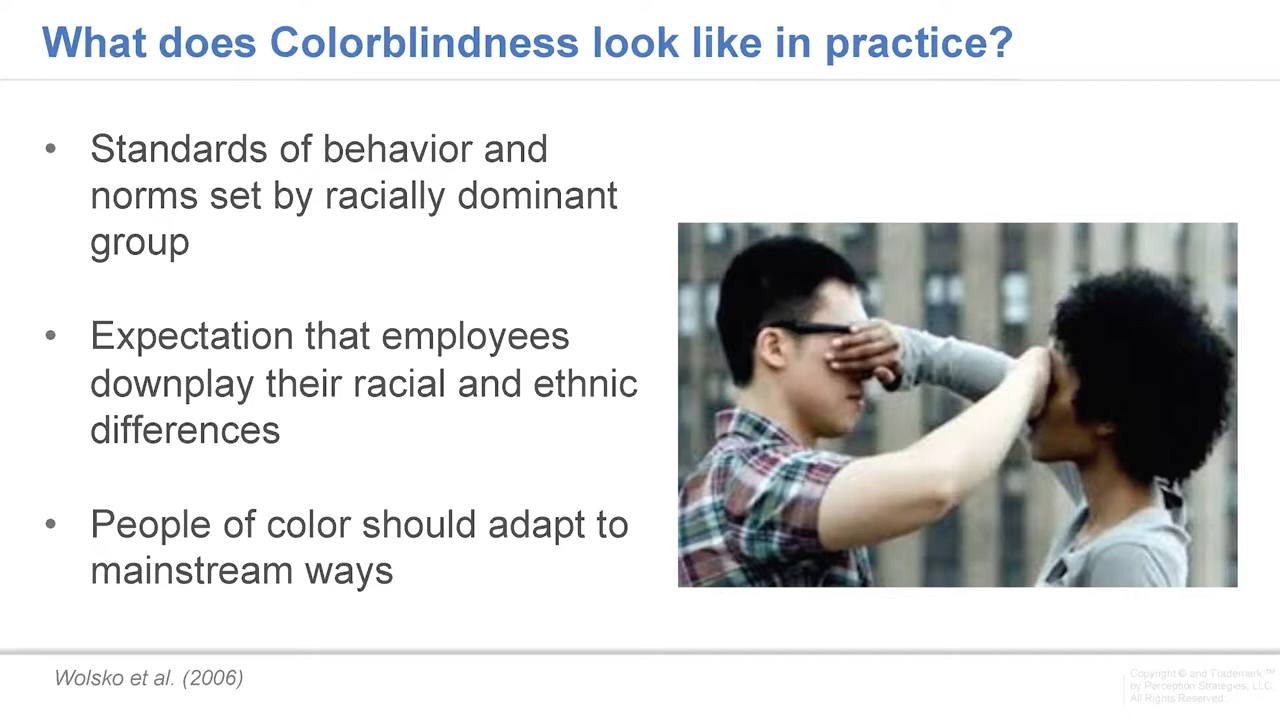 What does Colorblindness look like in practice?
• Standards of behavior and
norms set by racially dominant
group
• Expectation that employees
downplay their racial and ethnic
differences
• People of color should adapt to
mainstream ways
Wolsko et al. (2006)
Copyright © and Trademark ™
by Perception Strategies, LLC.
All Rights Reserved.